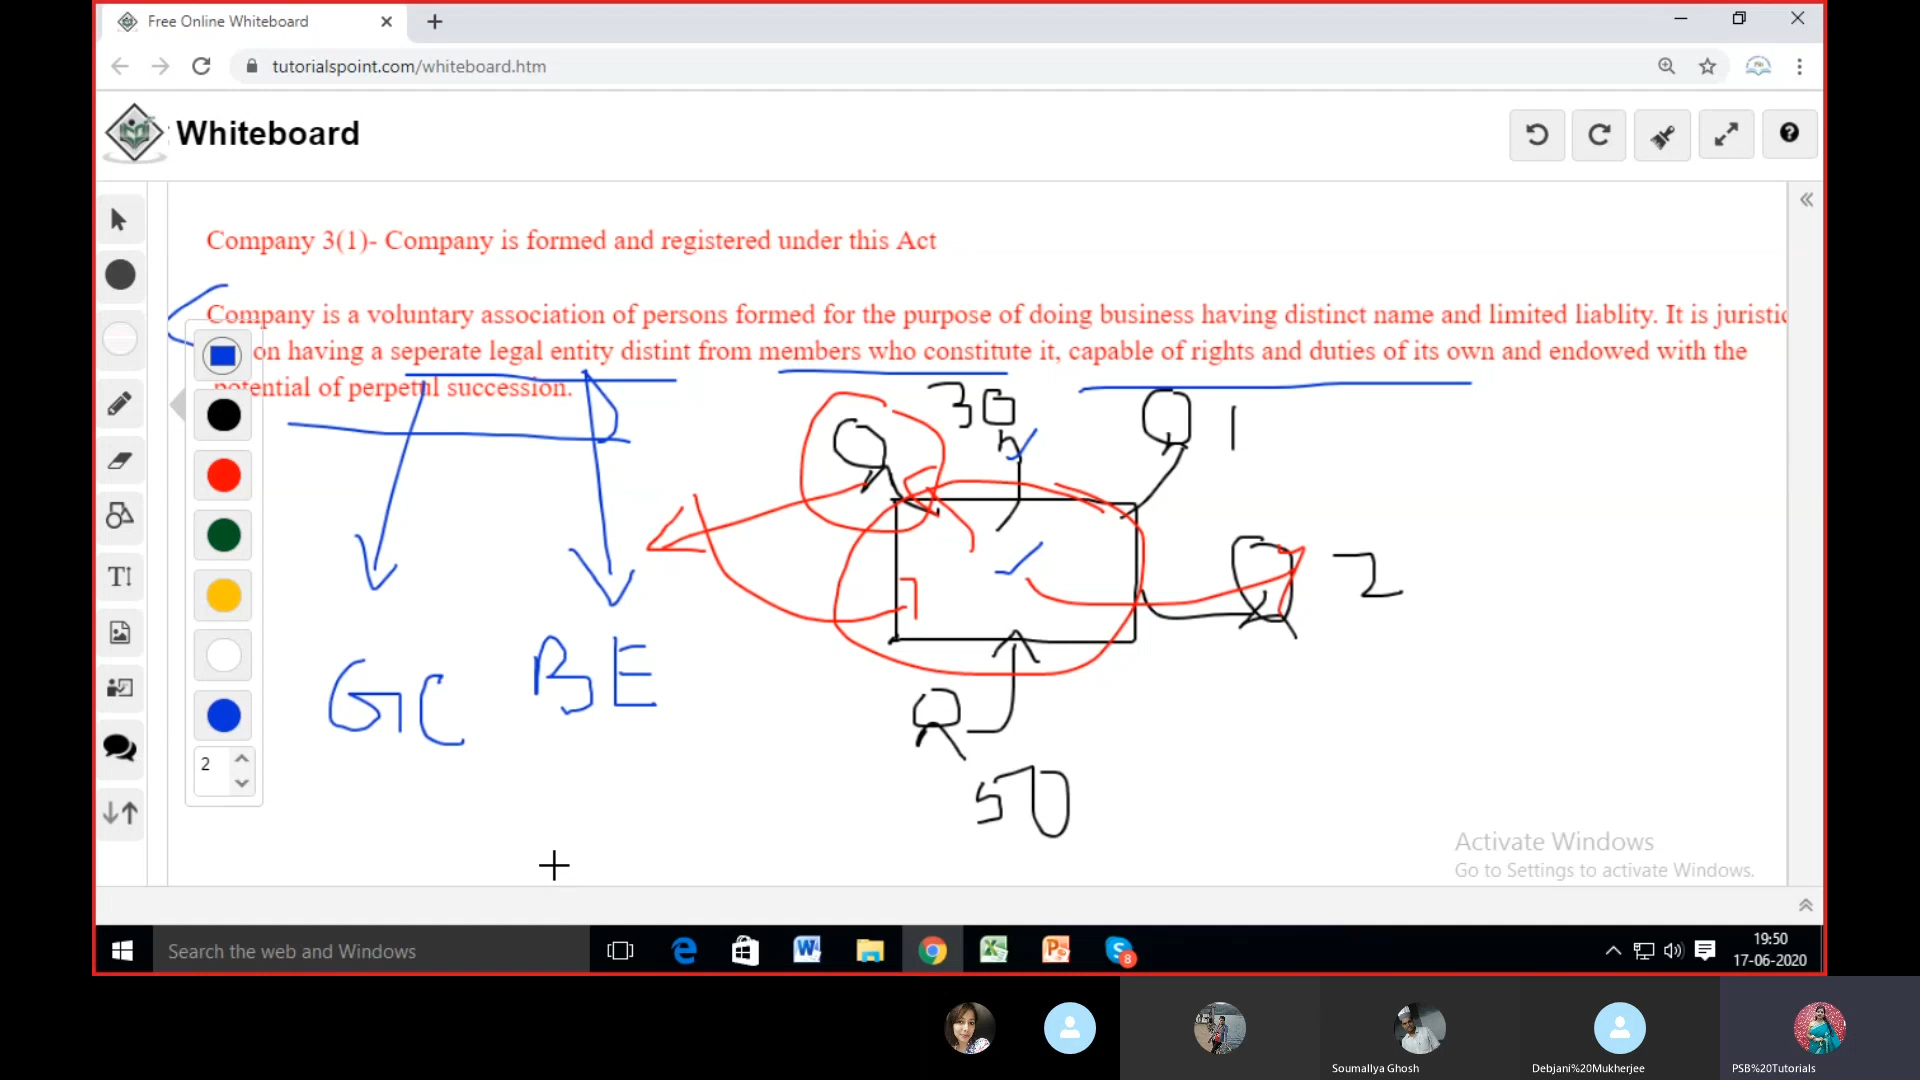 Free Online Whiteboard
tutorialspoint.com/whiteboard.htm
Whiteboard
Company 3(1)- Company is formed and registered under this Act
Company is a voluntary association of persons formed for the purpose of doing business having distinct name and limited liablity. It is juristic
on having a seperate legal entity distint from members who constitute it, capable of rights and duties of its own and endowed with the
potential of perpetul succession.
30
1
2
GC BE
50
2
Activate Windows
Go to Settings to activate Windows.
Search the web and Windows
8
19:50
17-06-2020
Soumallya Ghosh
Debjani%20Mukherjee
PSB%20Tutorials